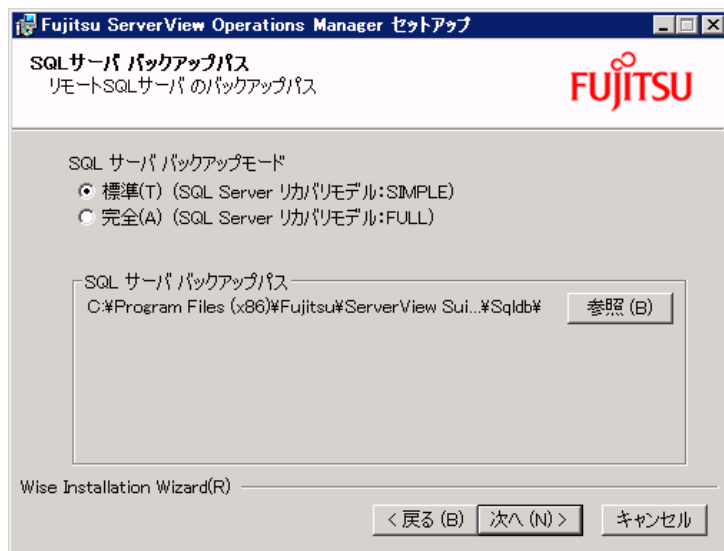 Fujitsu ServerView Operations Manager セットアップ
SQLサーバ バックアップパス
リモートSQLサーバ のバックアップパス
FUJITSU
SQL サーバ バックアップモード
標準(T) (SQL Server リカバリモデル:SIMPLE)
完全(A) (SQL Server リカバリモデル:FULL)
SQL サーバ バックアップパス
C:¥Program Files (x86)¥Fujitsu¥ServerView Sui...¥Sqldb¥
参照 (B)
Wise Installation Wizard(R)
< 戻る (B)
次へ (N) >
キャンセル